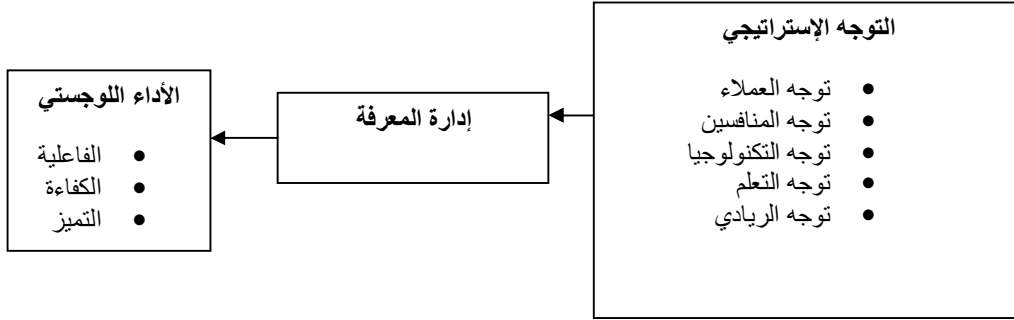 التوجه الإستراتيجي
• توجه العملاء
• توجه المنافسين
• توجه التكنولوجيا
• توجه التعلم
• توجه الريادي
إدارة المعرفة
الأداء اللوجستي
• الفاعلية
• الكفاءة
• التميز